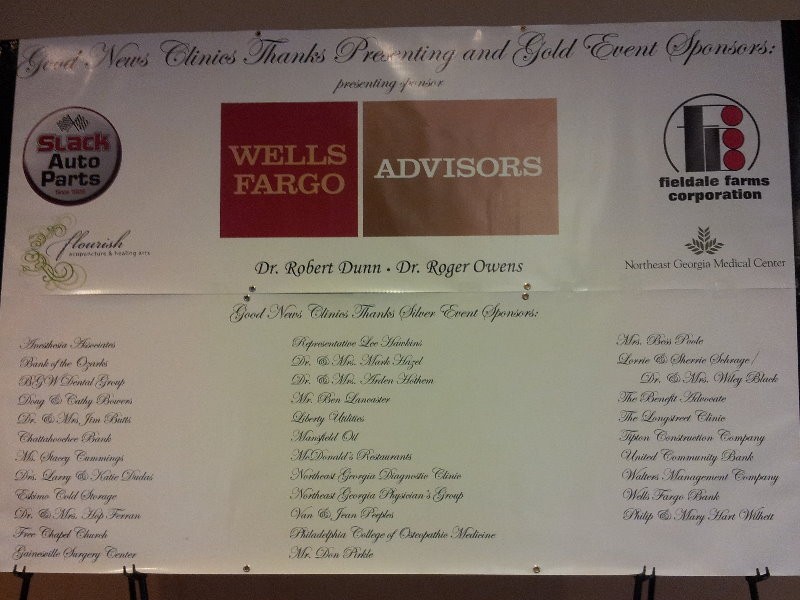 Good News Clinics Thanks Presenting and Gold Event Sponsors:
presenting sponsor
Slack
Auto
Parts
Since 1926
WELLS
FARGO
ADVISORS
fieldale farms
corporation
flourish
acupuncture & healing arts
Northeast Georgia Medical Center
Dr. Robert Dunn • Dr. Roger Owens
Good News Clinics Thanks Silver Event Sponsors:
Anesthesia Associates
Bank of the Ozarks
BGW Dental Group
Doug & Cathy Bowers
Dr. & Mrs. Jim Butts
Chattahoochee Bank
Ms. Stacey Cummings
Drs. Larry & Katie Dudas
Eskimo Cold Storage
Dr. & Mrs. Hep Ferran
Free Chapel Church
Gainesville Surgery Center
Representative Lee Hawkins
Dr. & Mrs. Mark Hazel
Dr. & Mrs. Arden Hothem
Mr. Ben Lancaster
Liberty Utilities
Mansfield Oil
McDonald's Restaurants
Northeast Georgia Diagnostic Clinic
Northeast Georgia Physician's Group
Van & Jean Peeples
Philadelphia College of Osteopathic Medicine
Mr. Don Pirkle
Mrs. Bess Poole
Lorrie & Sherrie Schrage/
Dr. & Mrs. Wiley Black
The Benefit Advocate
The Longstreet Clinic
Tipton Construction Company
United Community Bank
Walters Management Company
Wells Fargo Bank
Philip & Mary Hart Wilheit